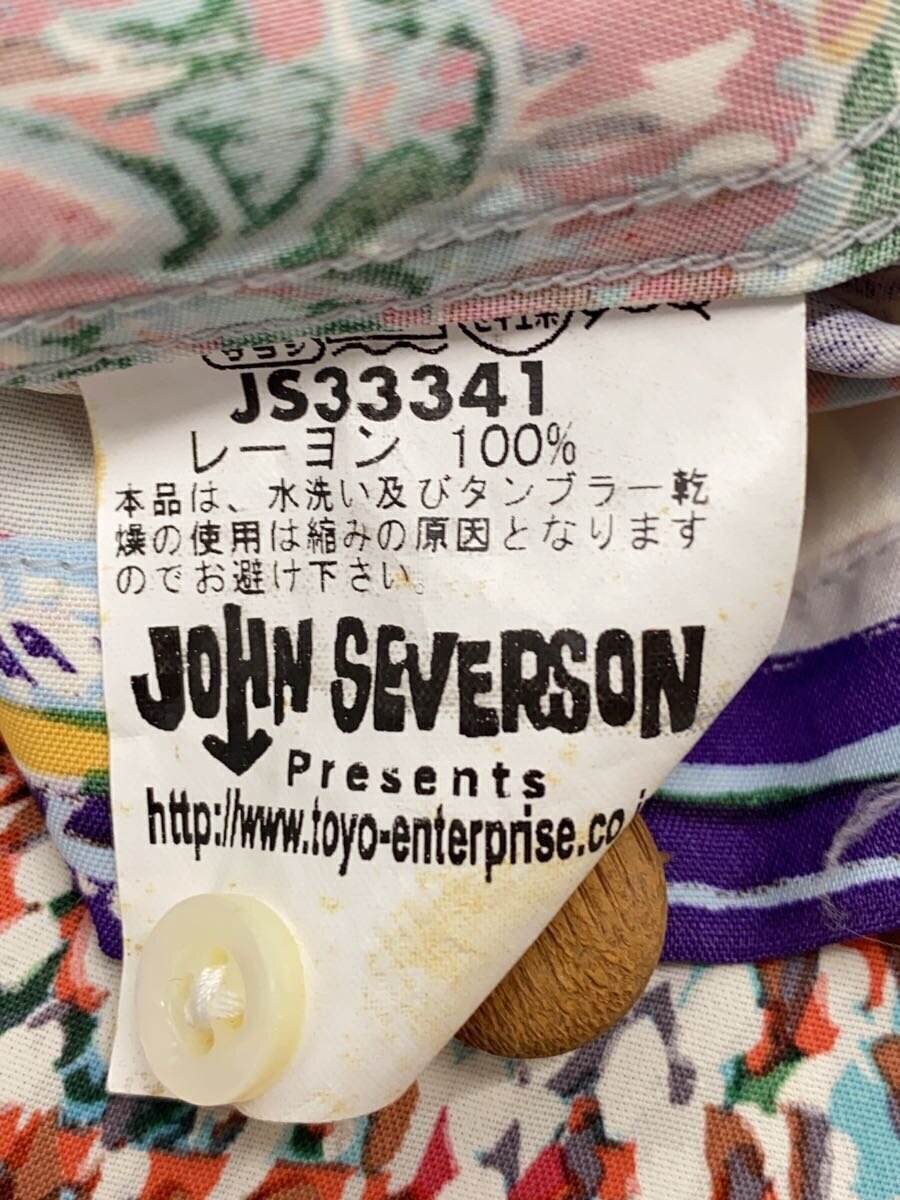 JS33341
レーヨン 100%
本品は、水洗い及びタンブラー乾
燥の使用は縮みの原因となります
のでお避け下さい。
JOHN SEVERSON
Presents
http://www.toyo-enterprise.co.j